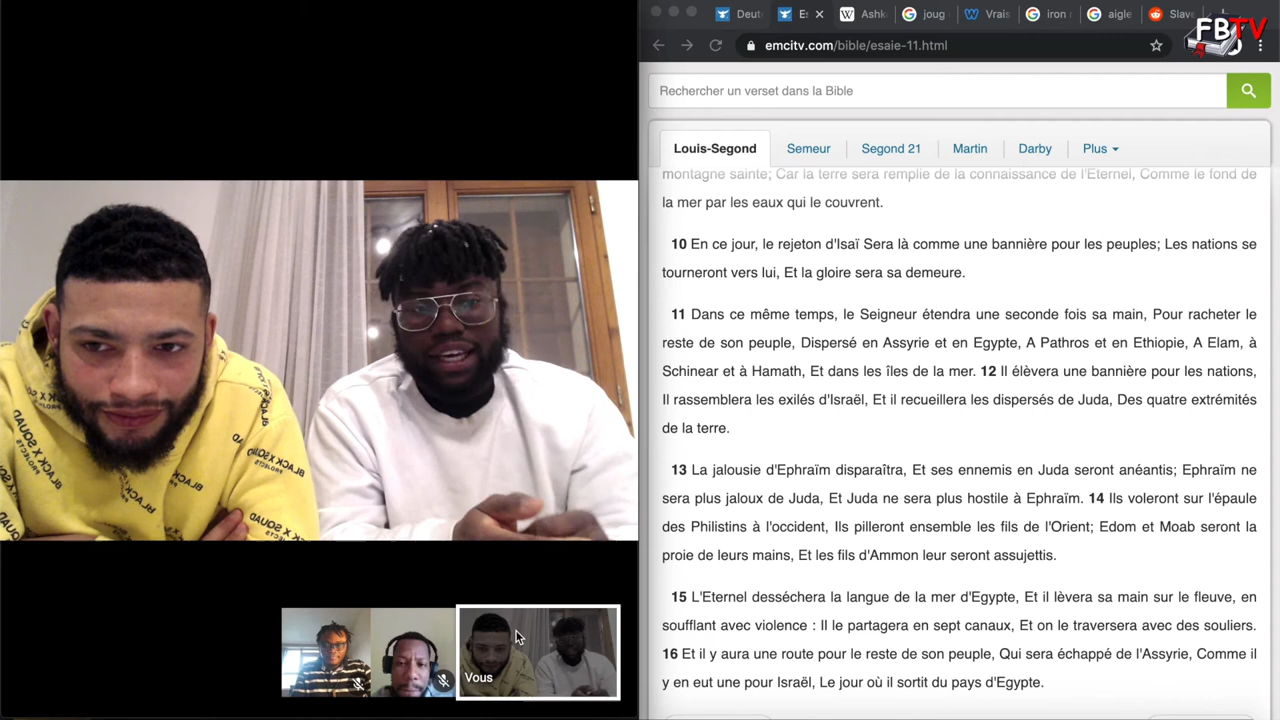 Deut
Es
Ashk
joug
Vrais
iron
aigle
Slave
FBTV
emcitv.com/bible/esaie-11.html
Rechercher un verset dans la Bible
Louis-Segond
Semeur
Segond 21
Martin
Darby
Plus
montagne sainte; Car la terre sera remplie de la connaissance de l'Eternel, Comme le fond de
la mer par les eaux qui le couvrent.
10 En ce jour, le rejeton d'Isaï Sera là comme une bannière pour les peuples; Les nations se
tourneront vers lui, Et la gloire sera sa demeure.
11 Dans ce même temps, le Seigneur étendra une seconde fois sa main, Pour racheter le
reste de son peuple, Dispersé en Assyrie et en Egypte, A Pathros et en Ethiopie, A Elam, à
Schinear et à Hamath, Et dans les îles de la mer. 12 Il élèvera une bannière pour les nations,
Il rassemblera les exilés d'Israël, Et il recueillera les dispersés de Juda, Des quatre extrémités
de la terre.
13 La jalousie d'Ephraïm disparaîtra, Et ses ennemis en Juda seront anéantis; Ephraïm ne
sera plus jaloux de Juda, Et Juda ne sera plus hostile à Ephraïm. 14 Ils voleront sur l'épaule
des Philistins à l'occident, Ils pilleront ensemble les fils de l'Orient; Edom et Moab seront la
proie de leurs mains, Et les fils d'Ammon leur seront assujettis.
15 L'Eternel desséchera la langue de la mer d'Egypte, Et il lèvera sa main sur le fleuve, en
soufflant avec violence : Il le partagera en sept canaux, Et on le traversera avec des souliers.
16 Et il y aura une route pour le reste de son peuple, Qui sera échappé de l'Assyrie, Comme il
y en eut une pour Israël, Le jour où il sortit du pays d'Egypte.
BLACK X SQUAD
PROJECTS
Vous